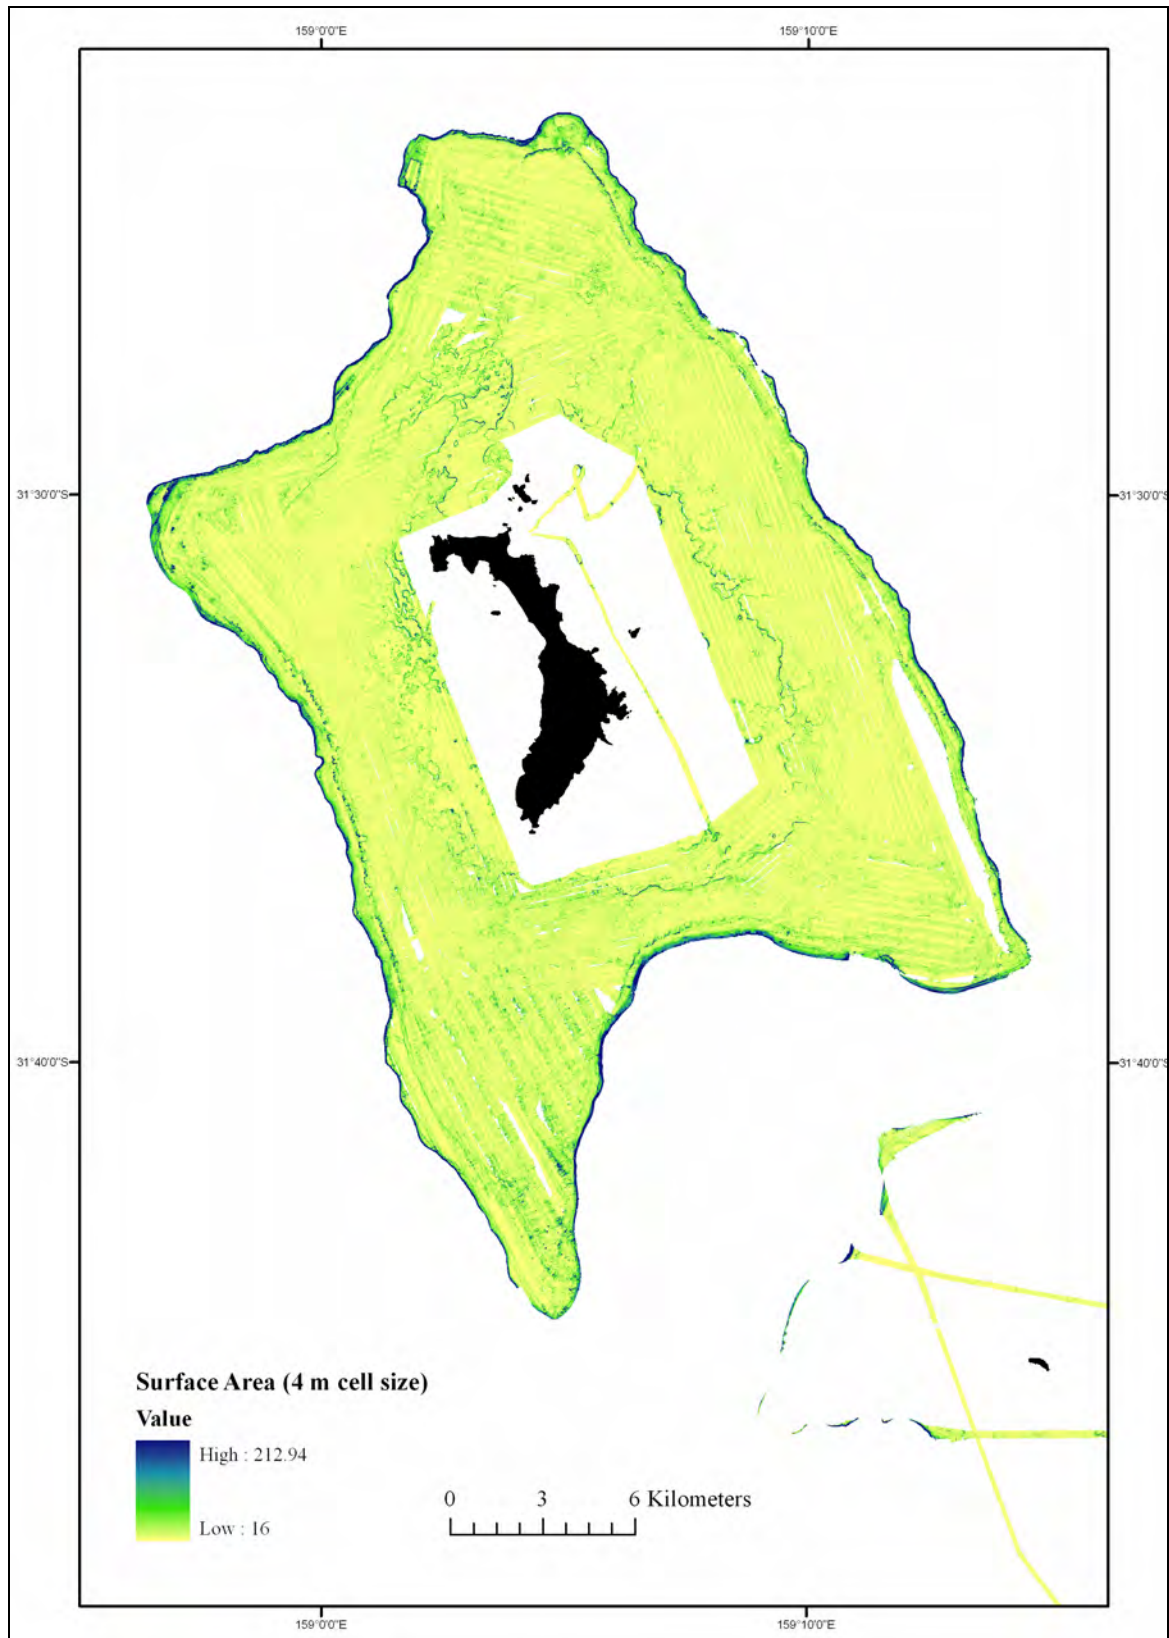 159°0'0"E 159°10'0"E
31°30'0"S 31°30'0"S
31°40'0"S 31°40'0"S
Surface Area (4 m cell size)
Value
High : 212.94
Low : 16
0 3 6 Kilometers
159°0'0"E 159°10'0"E